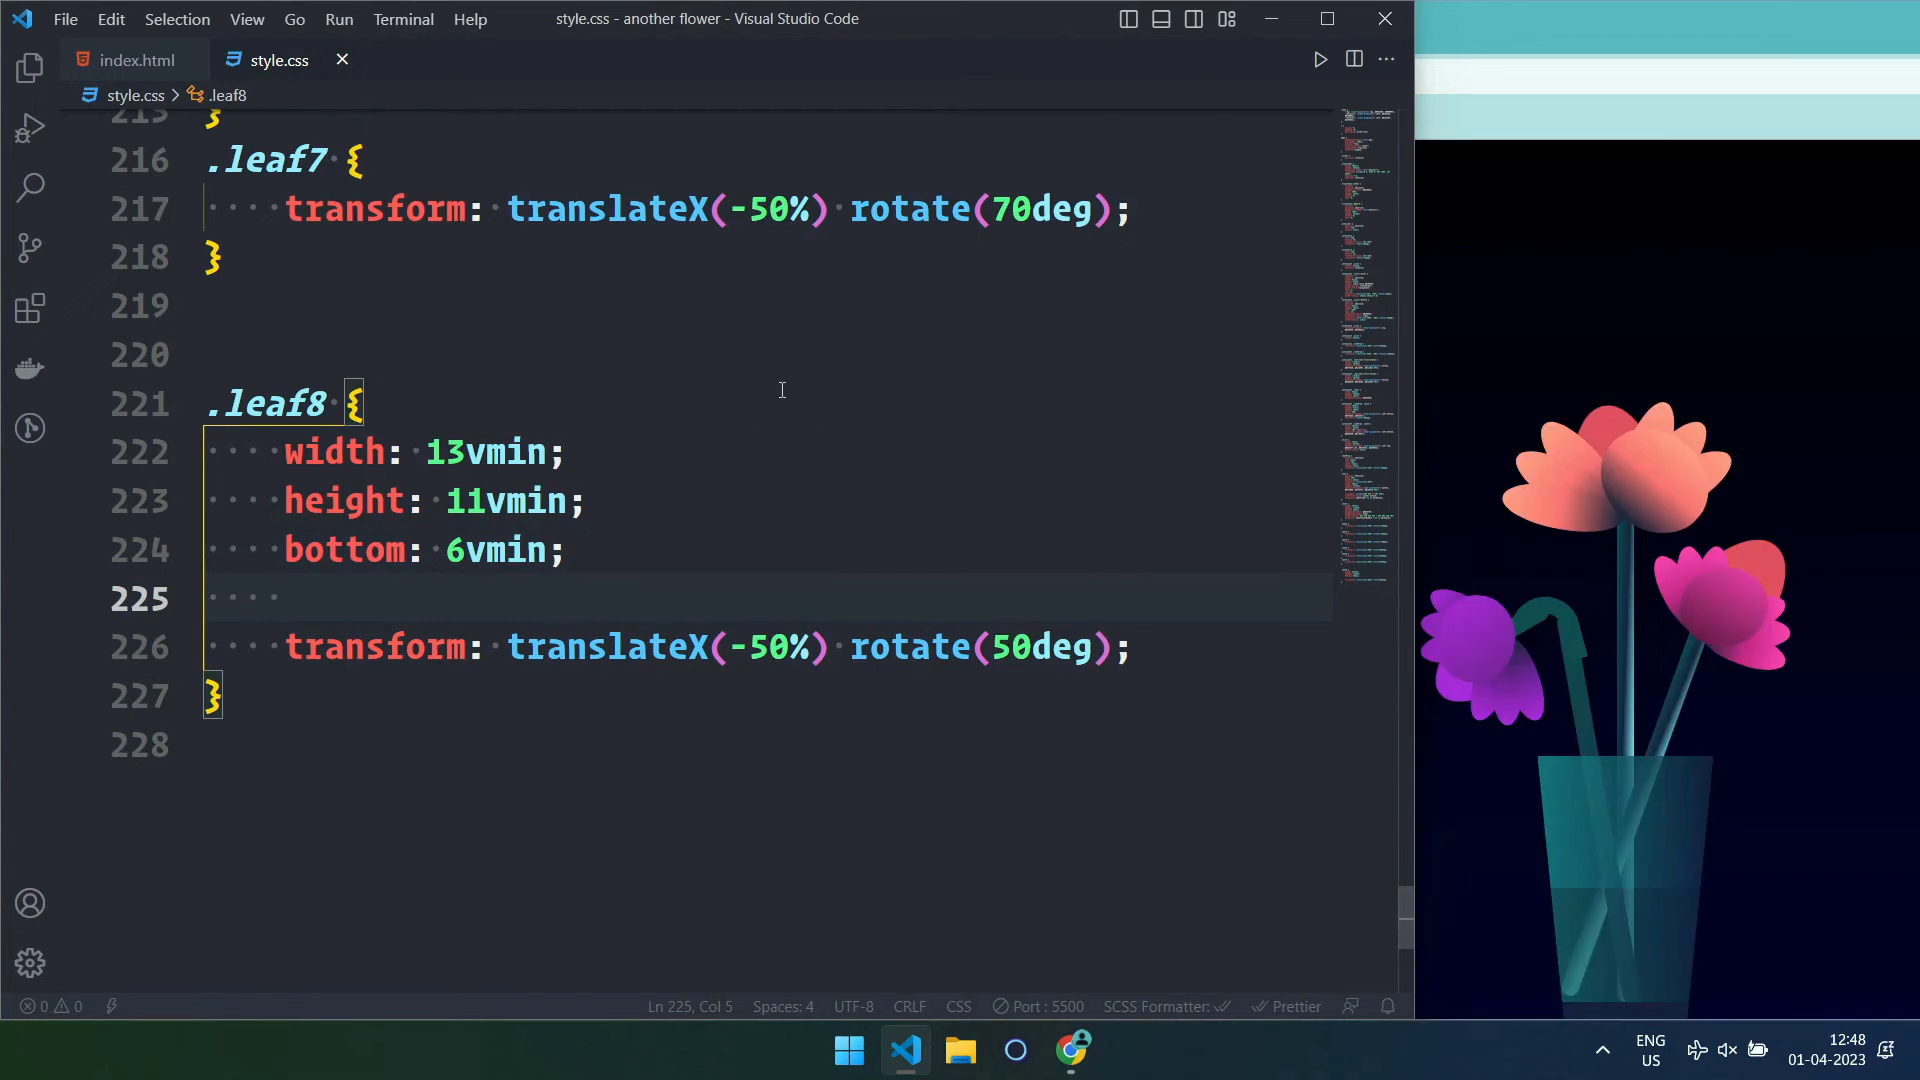 File Edit Selection View Go Run Terminal Help style.css - another flower - Visual Studio Code
index.html style.css
style.css > .leaf8
215 }
216 .leaf7 {
217 transform: translateX(-50%) rotate(70deg);
218 }
219
220
221 .leaf8 {
222 width: 13vmin;
223 height: 11vmin;
224 bottom: 6vmin;
225
226 transform: translateX(-50%) rotate(50deg);
227 }
228
0 0 Ln 225, Col 5 Spaces: 4 UTF-8 CRLF CSS Port : 5500 SCSS Formatter: Prettier
ENG
US
12:48
01-04-2023